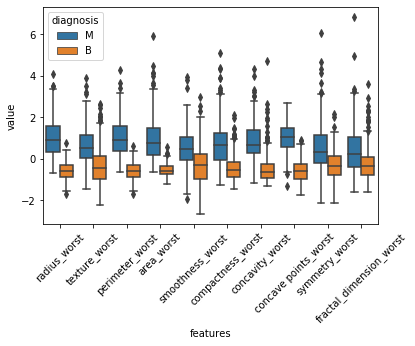 diagnosis
M
B
6
4
2
0
−2
value
radius_worst
texture_worst
perimeter_worst
area_worst
smoothness_worst
compactness_worst
concavity_worst
concave points_worst
symmetry_worst
fractal_dimension_worst
features